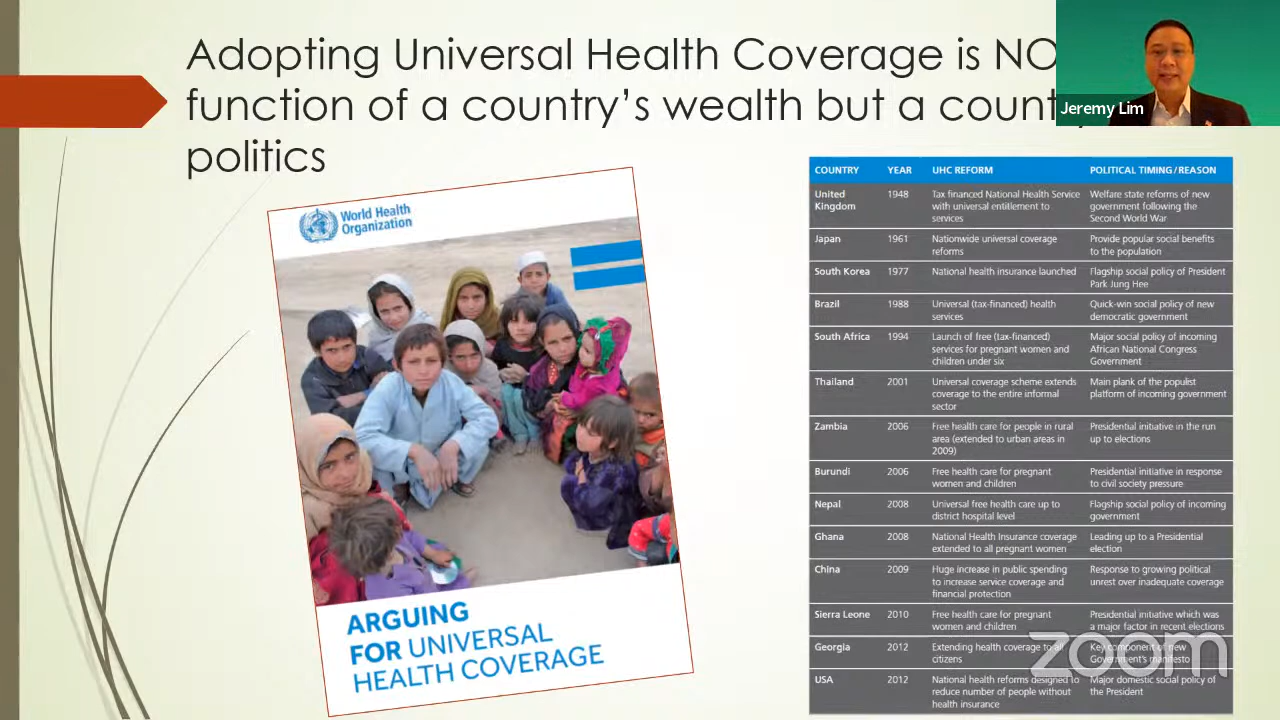 Adopting Universal Health Coverage is NO
function of a country's wealth but a count
politics
Jeremy Lim
World Health
Organization
ARGUING
FOR UNIVERSAL
HEALTH COVERAGE
COUNTRY YEAR UHC REFORM POLITICAL TIMING/REASON
United 1948 Tax financed National Health Service Welfare state reforms of new
Kingdom with universal entitlement to government following the
services Second World War
Japan 1961 Nationwide universal coverage Provide popular social benefits
reforms to the population
South Korea 1977 National health insurance launched Flagship social policy of President
Park Jung Hee
Brazil 1988 Universal (tax-financed) health Quick-win social policy of new
services democratic government
South Africa 1994 Launch of free (tax-financed) Major social policy of incoming
services for pregnant women and African National Congress
children under six Government
Thailand 2001 Universal coverage scheme extends Main plank of the populist
coverage to the entire informal platform of incoming government
sector
Zambia 2006 Free health care for people in rural Presidential initiative in the run
area (extended to urban areas in up to elections
2009)
Burundi 2006 Free health care for pregnant Presidential initiative in response
women and children to civil society pressure
Nepal 2008 Universal free health care up to Flagship social policy of incoming
district hospital level government
Ghana 2008 National Health Insurance coverage Leading up to a Presidential
extended to all pregnant women election
China 2009 Huge increase in public spending Response to growing political
to increase service coverage and unrest over inadequate coverage
financial protection
Sierra Leone 2010 Free health care for pregnant Presidential initiative which was
women and children a major factor in recent elections
Georgia 2012 Extending health coverage to all Key component of new
citizens Government's manifesto
USA 2012 National health reforms designed to Major domestic social policy of
reduce number of people without the President
health insurance
zoom